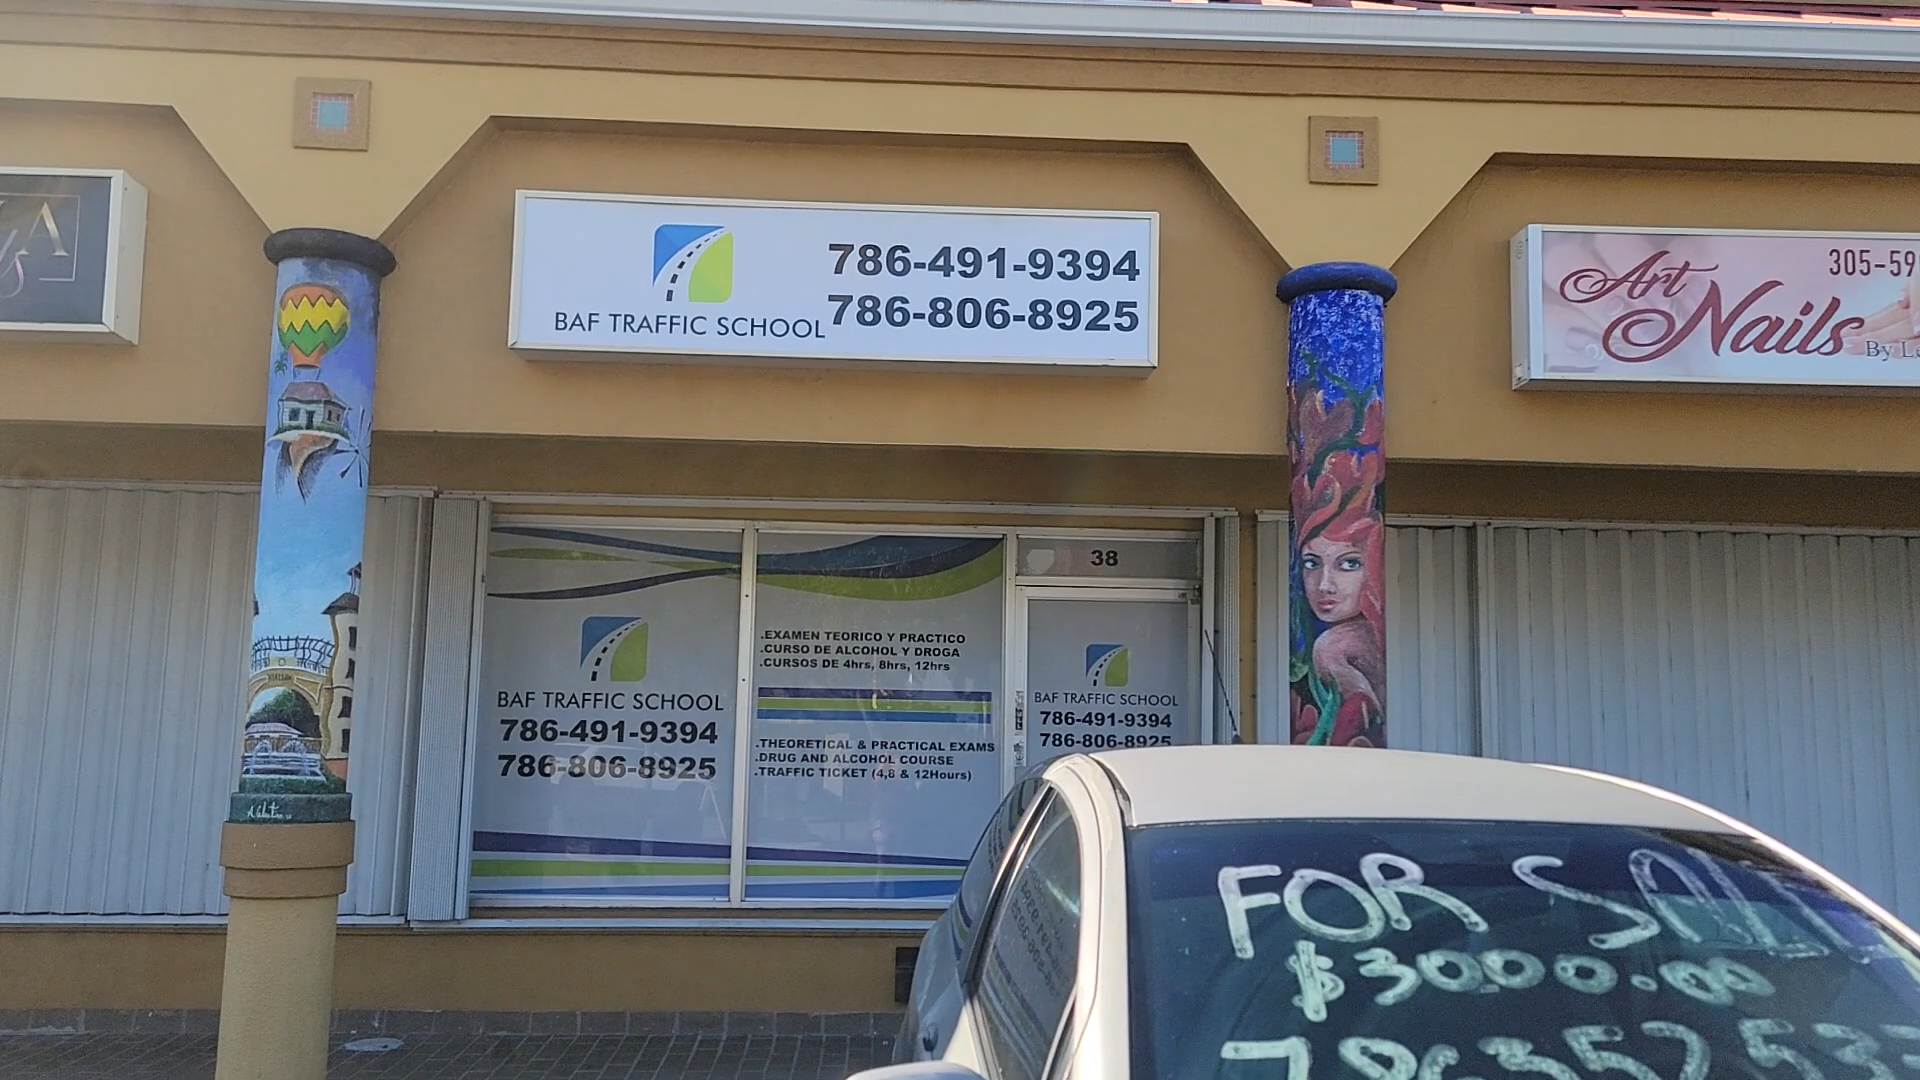 BAF TRAFFIC SCHOOL
786-491-9394
786-806-8925
Art
Nails
305-59
By
38
BAF TRAFFIC SCHOOL
786-491-9394
786-806-8925
.EXAMEN TEORICO Y PRACTICO
.CURSO DE ALCOHOL Y DROGA
.CURSOS DE 4hrs, 8hrs, 12hrs
.THEORETICAL & PRACTICAL EXAMS
.DRUG AND ALCOHOL COURSE
.TRAFFIC TICKET (4,8 & 12Hours)
BAF TRAFFIC SCHOOL
786-491-9394
786-806-8925
FOR SALE
$3000.00